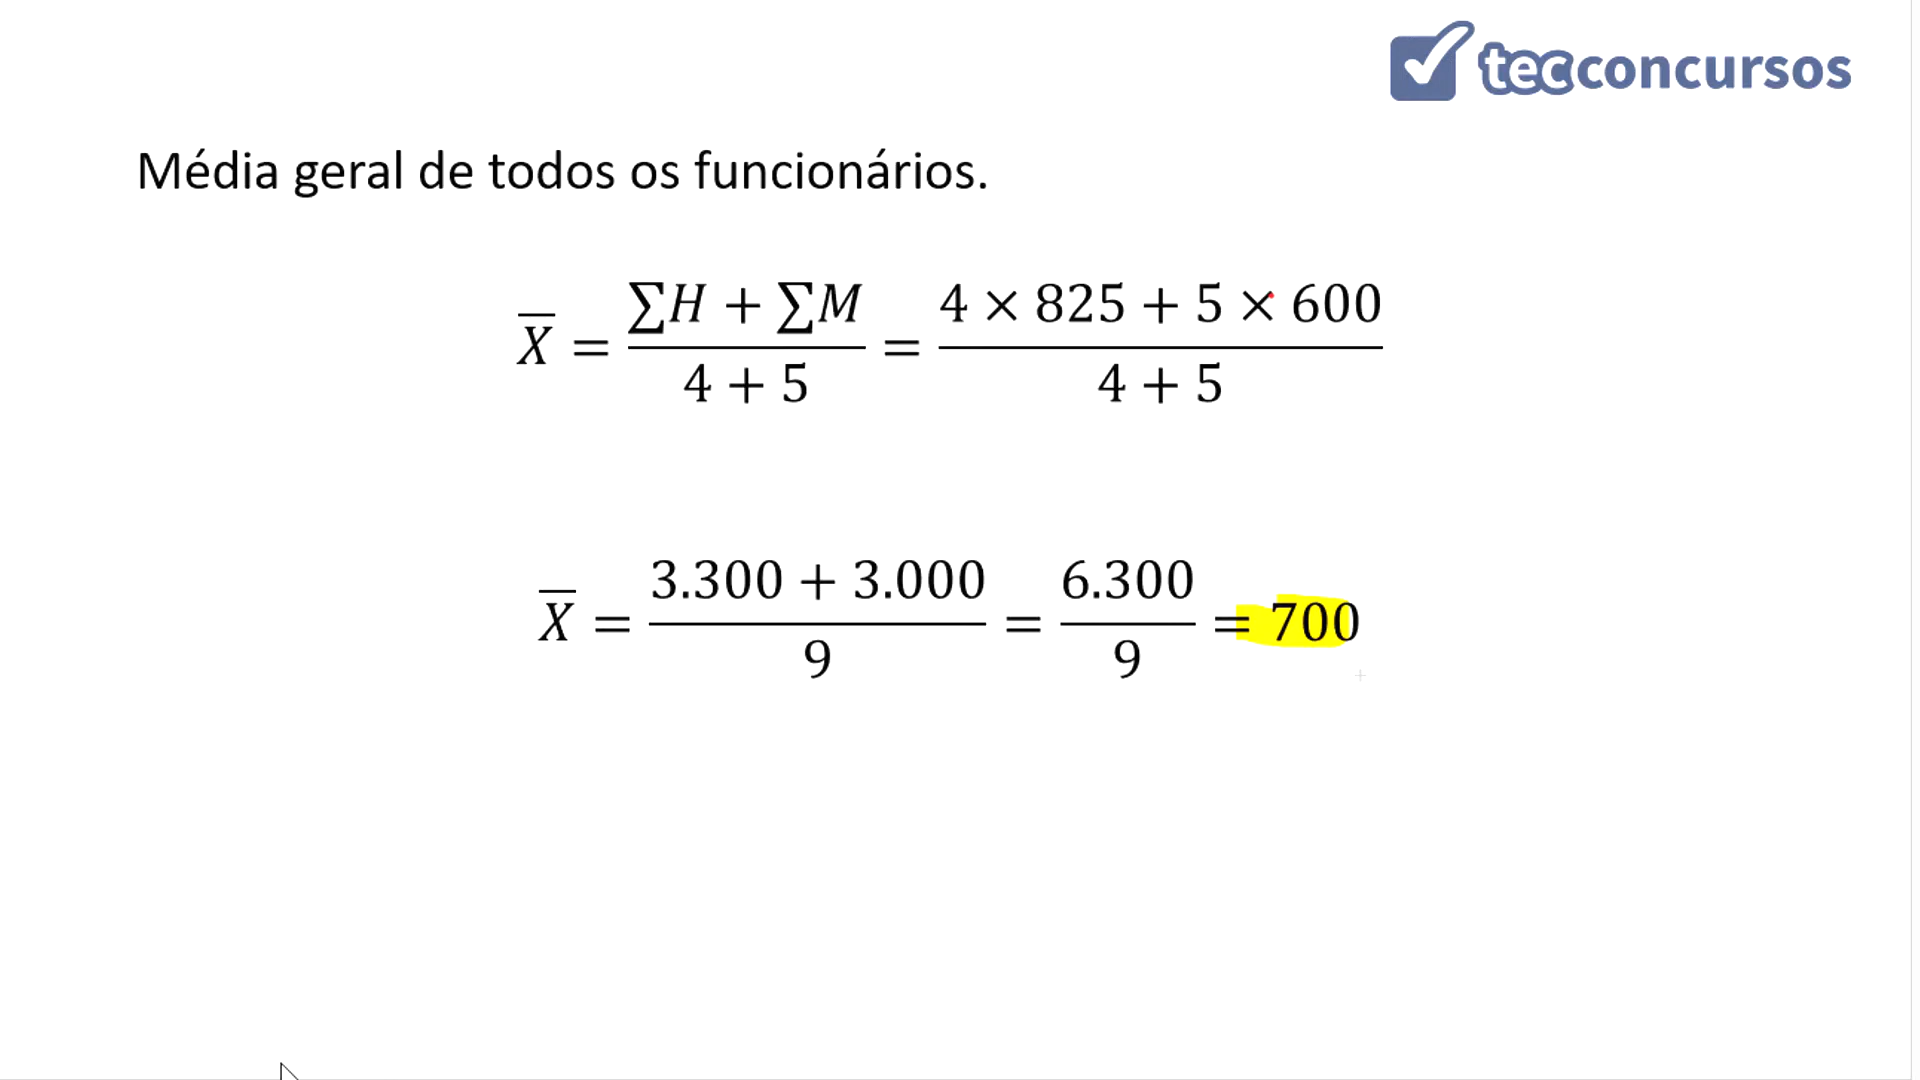 tecconcursos
Média geral de todos os funcionários.
X̅ = (∑H + ∑M)/(4 + 5) = (4 × 825 + 5 × 600)/(4 + 5)
X̅ = (3.300 + 3.000)/9 = 6.300/9 = 700